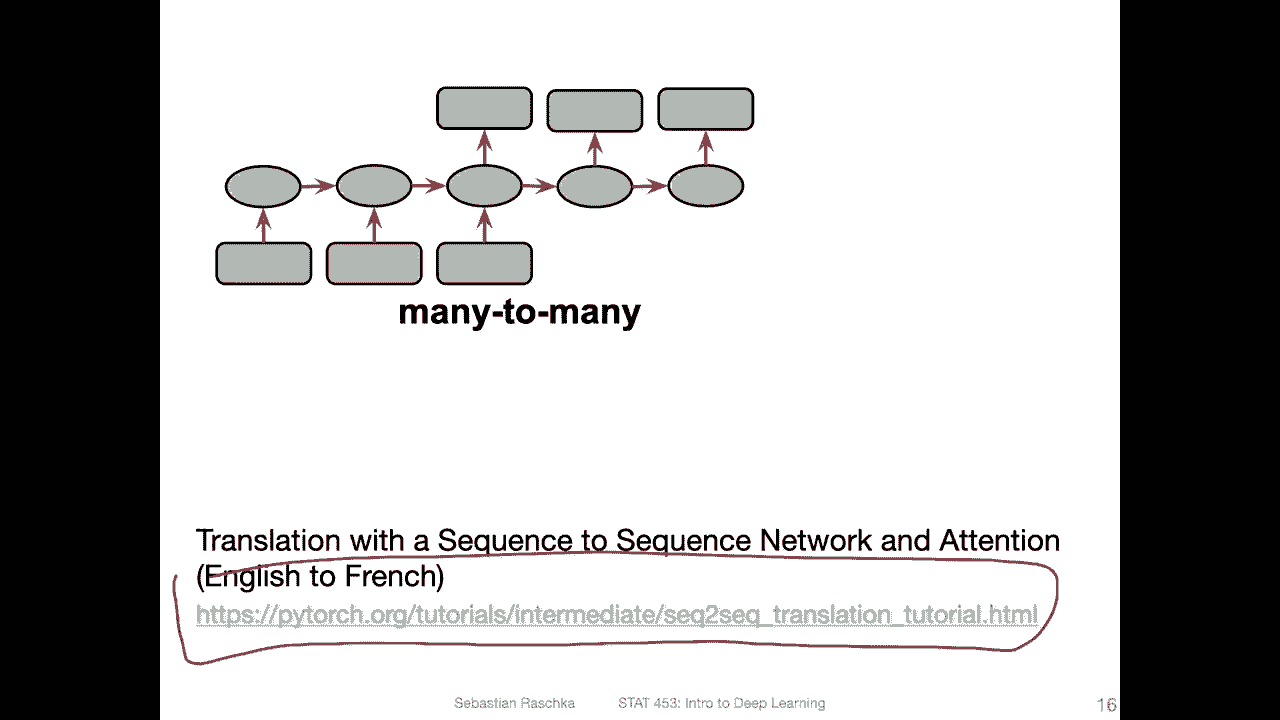 many-to-many
Translation with a Sequence to Sequence Network and Attention
(English to French)
https://pytorch.org/tutorials/intermediate/seq2seq_translation_tutorial.html
Sebastian Raschka STAT 453: Intro to Deep Learning 16